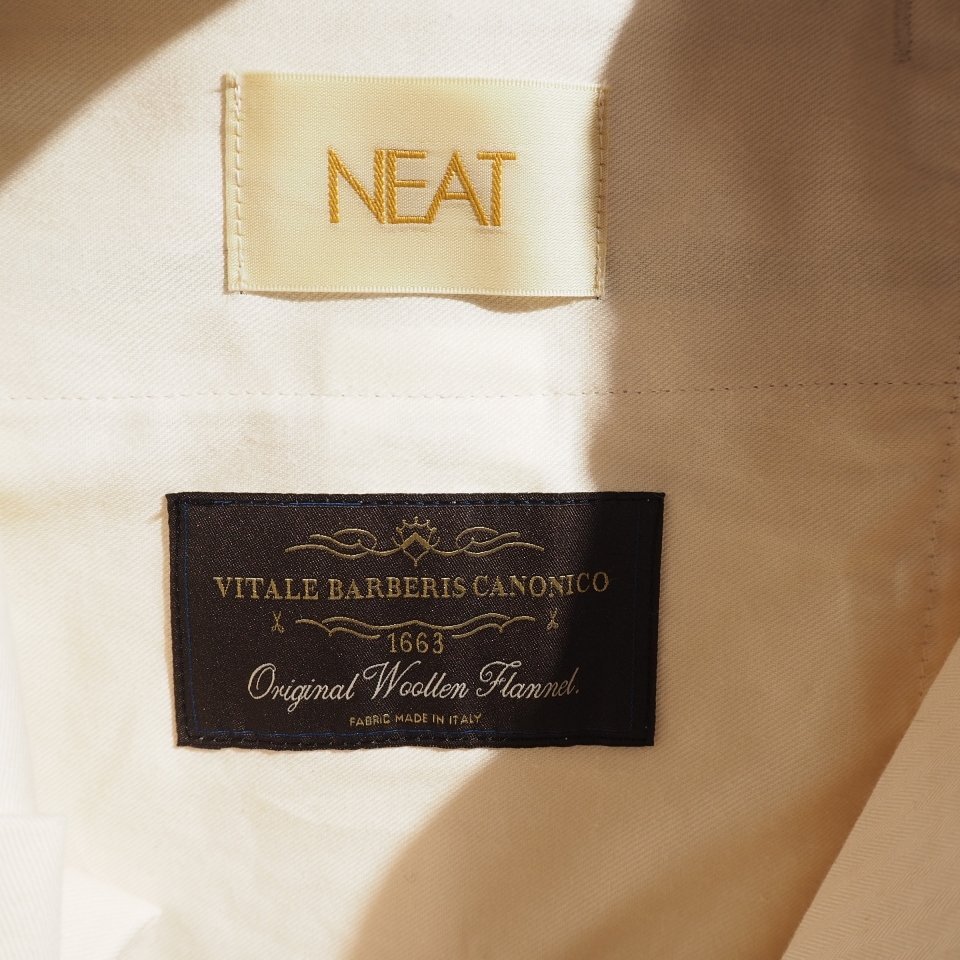 NEAT
VITALE BARBERIS CANONICO
1663
Original Woollen Flannel.
FABRIC MADE IN ITALY